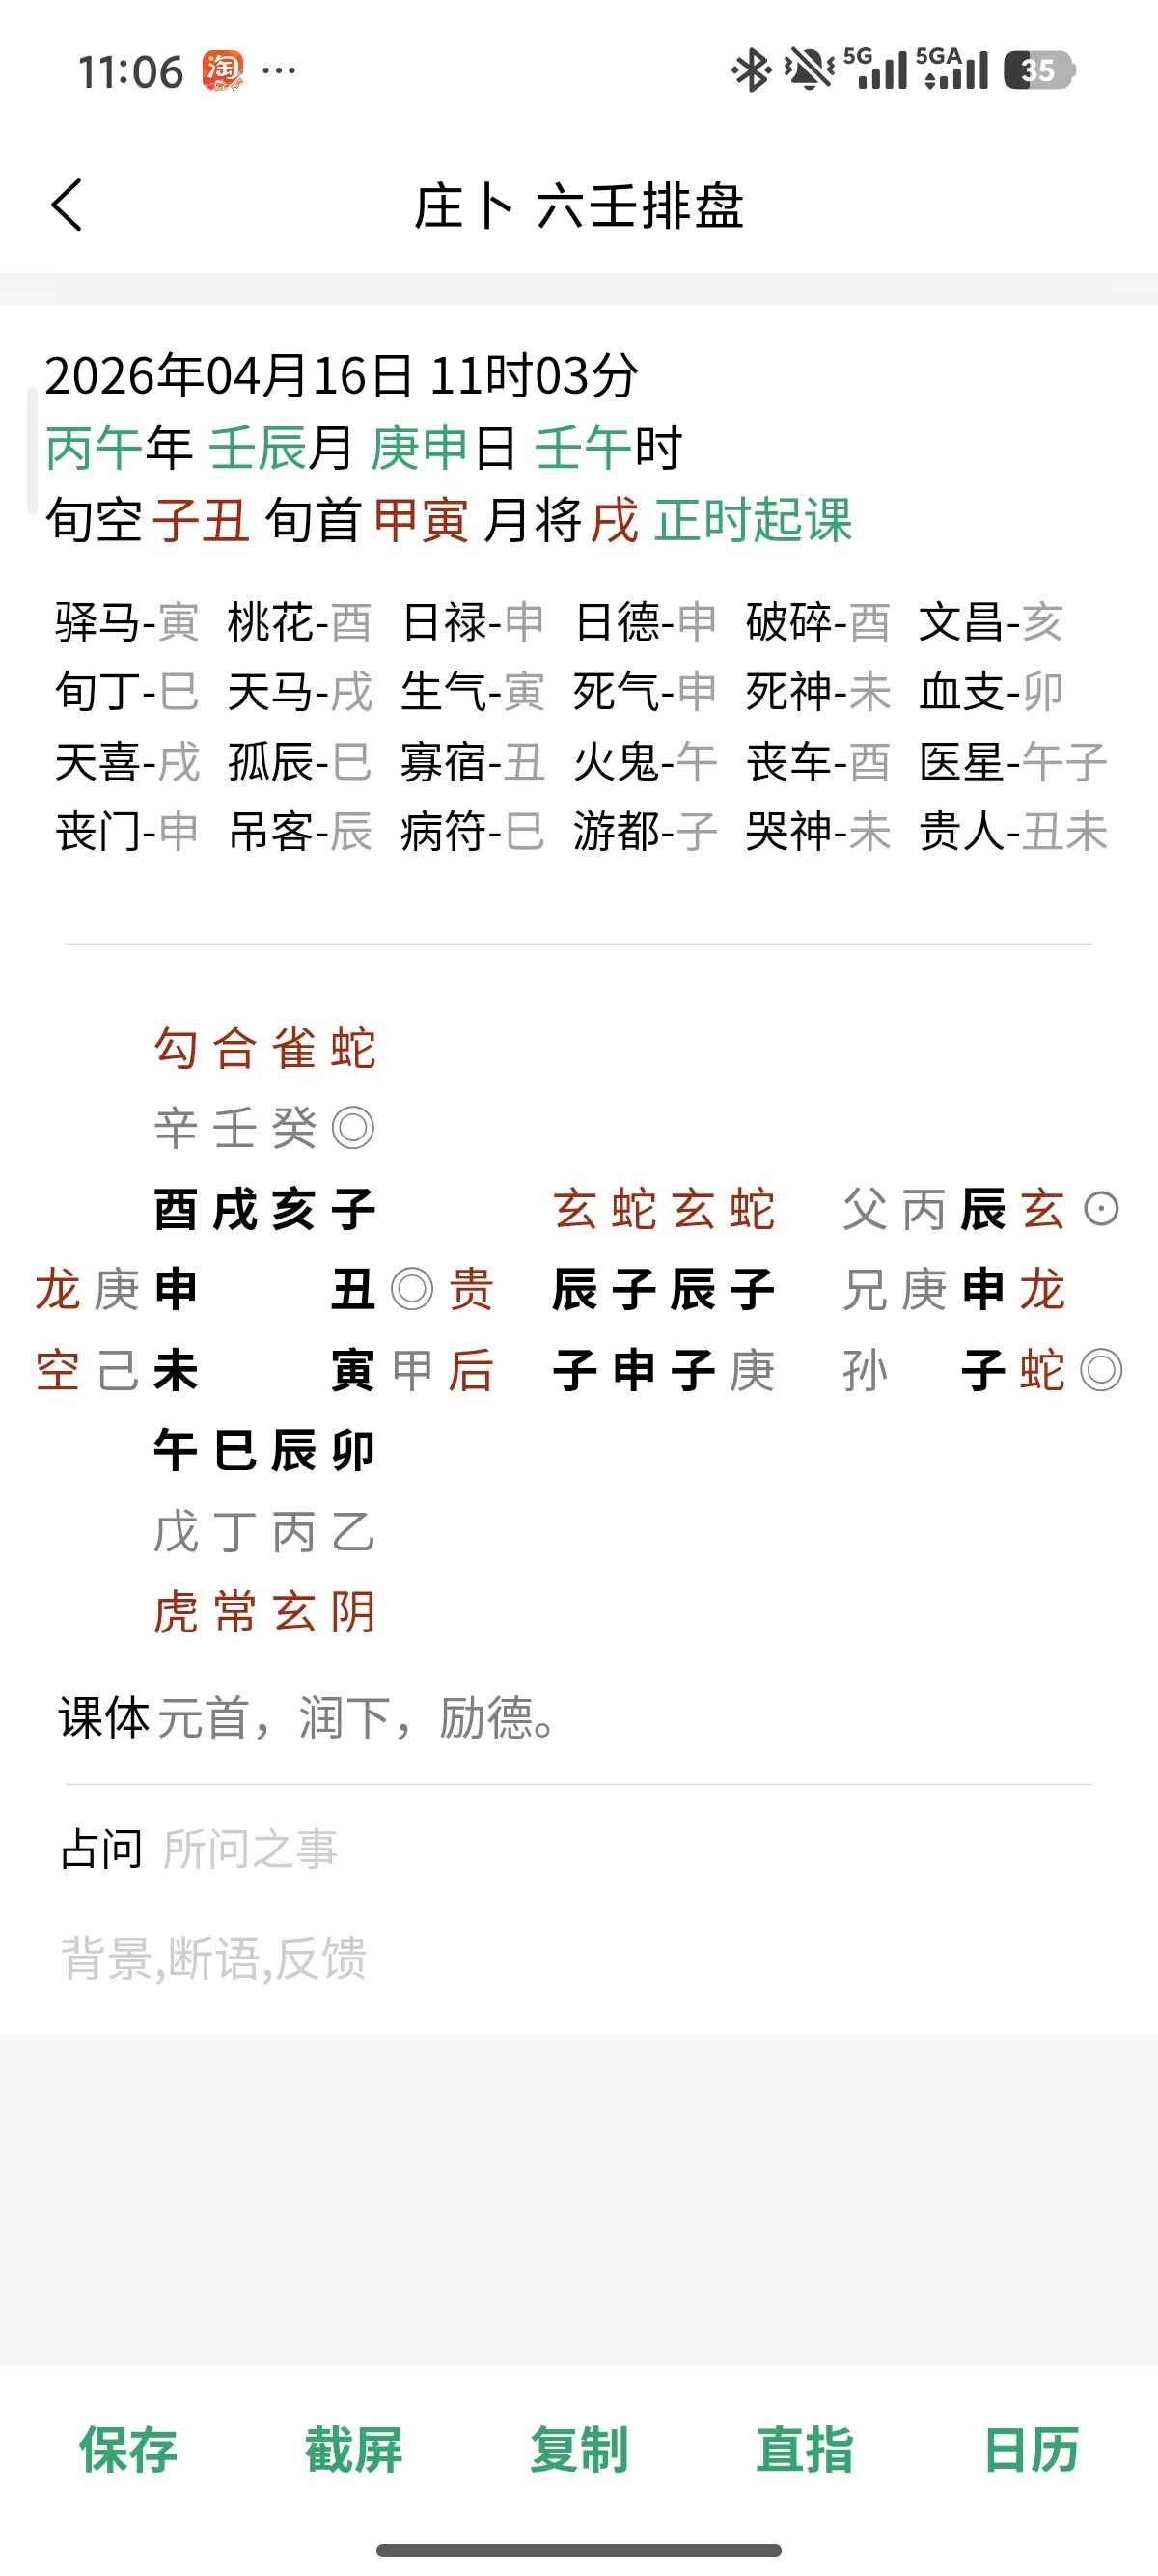 11:06 淘 ··· 5G 5GA 35
庄卜 六壬排盘
2026年04月16日 11时03分
丙午年 壬辰月 庚申日 壬午时
旬空 子丑 旬首 甲寅 月将 戌 正时起课
驿马-寅 桃花-酉 日禄-申 日德-申 破碎-酉 文昌-亥
旬丁-巳 天马-戌 生气-寅 死气-申 死神-未 血支-卯
天喜-戌 孤辰-巳 寡宿-丑 火鬼-午 丧车-酉 医星-午子
丧门-申 吊客-辰 病符-巳 游都-子 哭神-未 贵人-丑未
勾 合 雀 蛇
辛 壬 癸 ◎
酉 戌 亥 子 玄 蛇 玄 蛇 父 丙 辰 玄 ⊙
龙 庚 申 丑 ◎ 贵 辰 子 辰 子 兄 庚 申 龙
空 己 未 寅 甲 后 子 申 子 庚 孙 子 蛇 ◎
午 巳 辰 卯
戊 丁 丙 乙
虎 常 玄 阴
课体 元首，润下，励德。
占问 所问之事
背景,断语,反馈
保存 截屏 复制 直指 日历